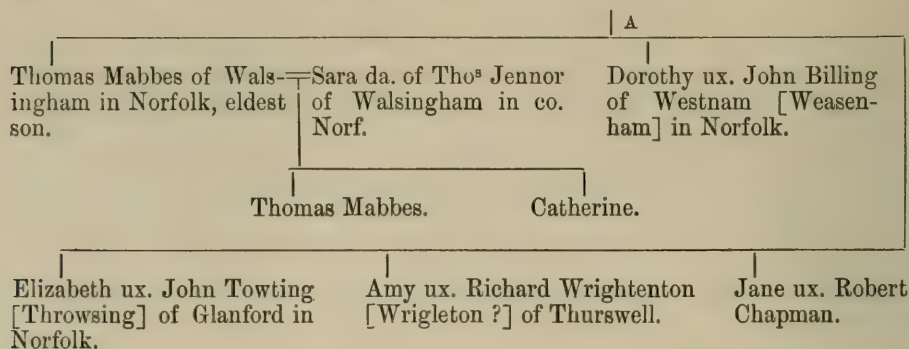 A
Thomas Mabbes of Wals-
ingham in Norfolk, eldest
son.
Sara da. of Thoˢ Jennor
of Walsingham in co.
Norf.
Dorothy ux. John Billing
of Westnam [Weasen-
ham] in Norfolk.
Thomas Mabbes.
Catherine.
Elizabeth ux. John Towting
[Throwsing] of Glanford in
Norfolk.
Amy ux. Richard Wrightenton
[Wrigleton ?] of Thurswell.
Jane ux. Robert
Chapman.